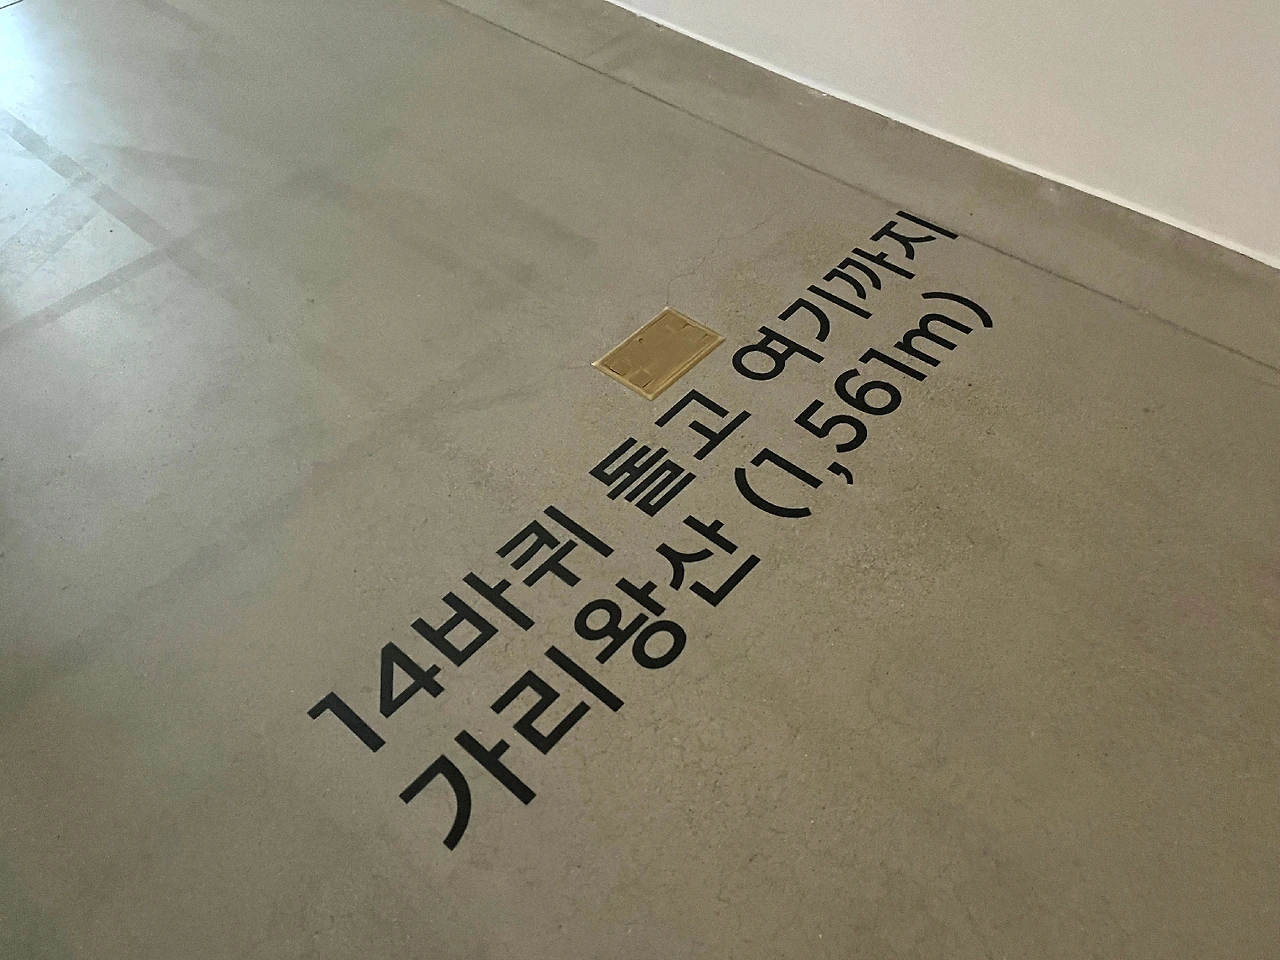 14바퀴 돌고 여기까지
가리왕산 (1,561m)